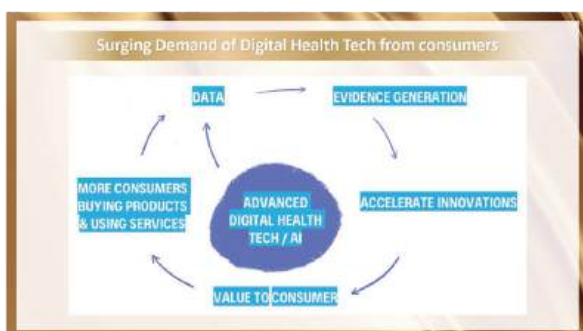 Surging Demand of Digital Health Tech from consumers
DATA
EVIDENCE GENERATION
MORE CONSUMERS
BUYING PRODUCTS
& USING SERVICES
ADVANCED
DIGITAL HEALTH
TECH / AI
ACCELERATE INNOVATIONS
VALUE TO CONSUMER